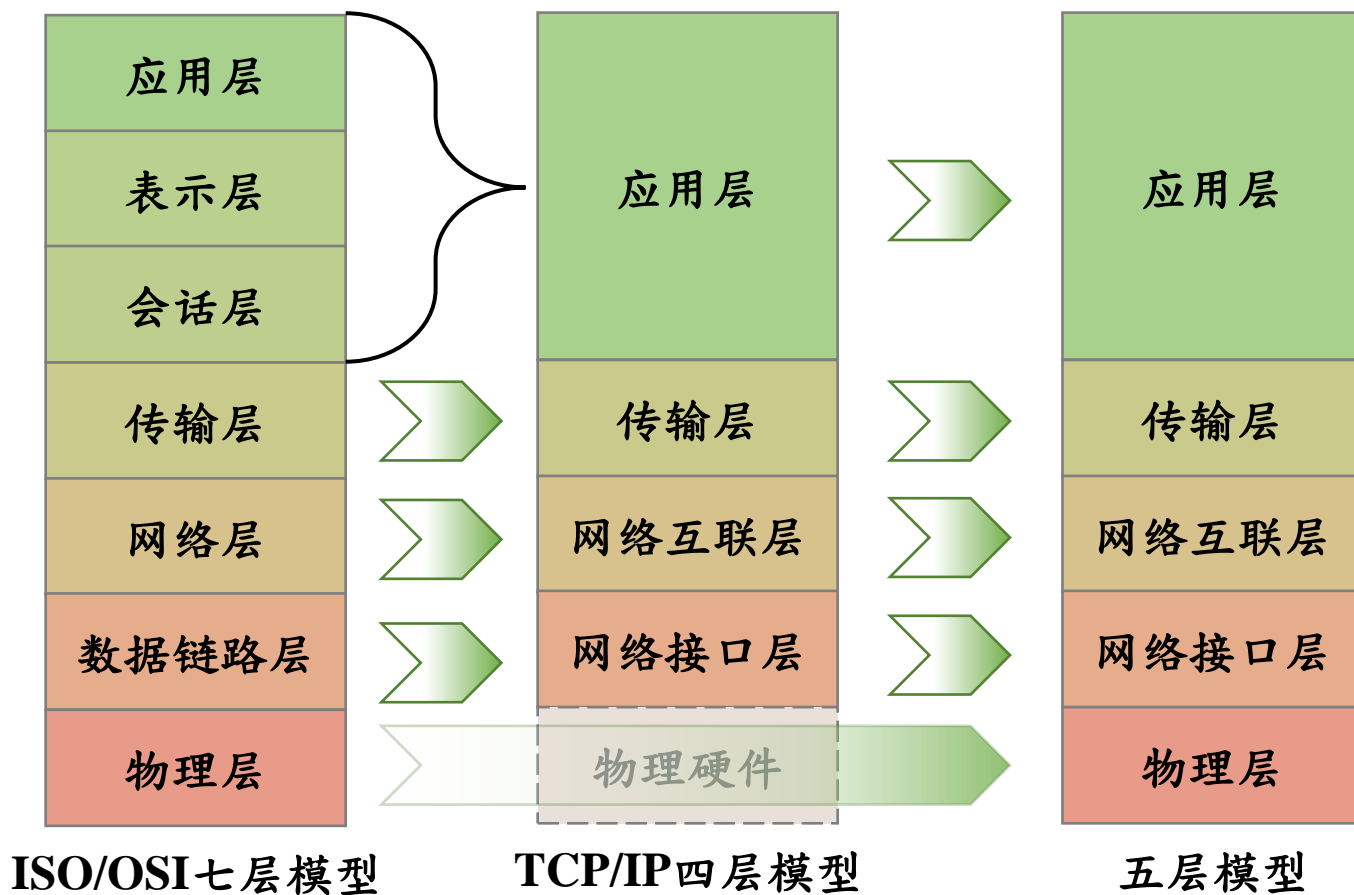 应用层
表示层
会话层
传输层
网络层
数据链路层
物理层
ISO/OSI七层模型
应用层
传输层
网络互联层
网络接口层
物理硬件
TCP/IP四层模型
应用层
传输层
网络互联层
网络接口层
物理层
五层模型